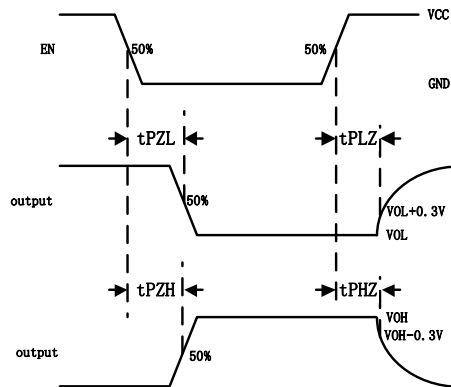 VCC
EN 50% 50%
GND
tPZL tPLZ
output 50% VOL+0.3V
VOL
tPZH tPHZ
VOH
VOH-0.3V
output 50%